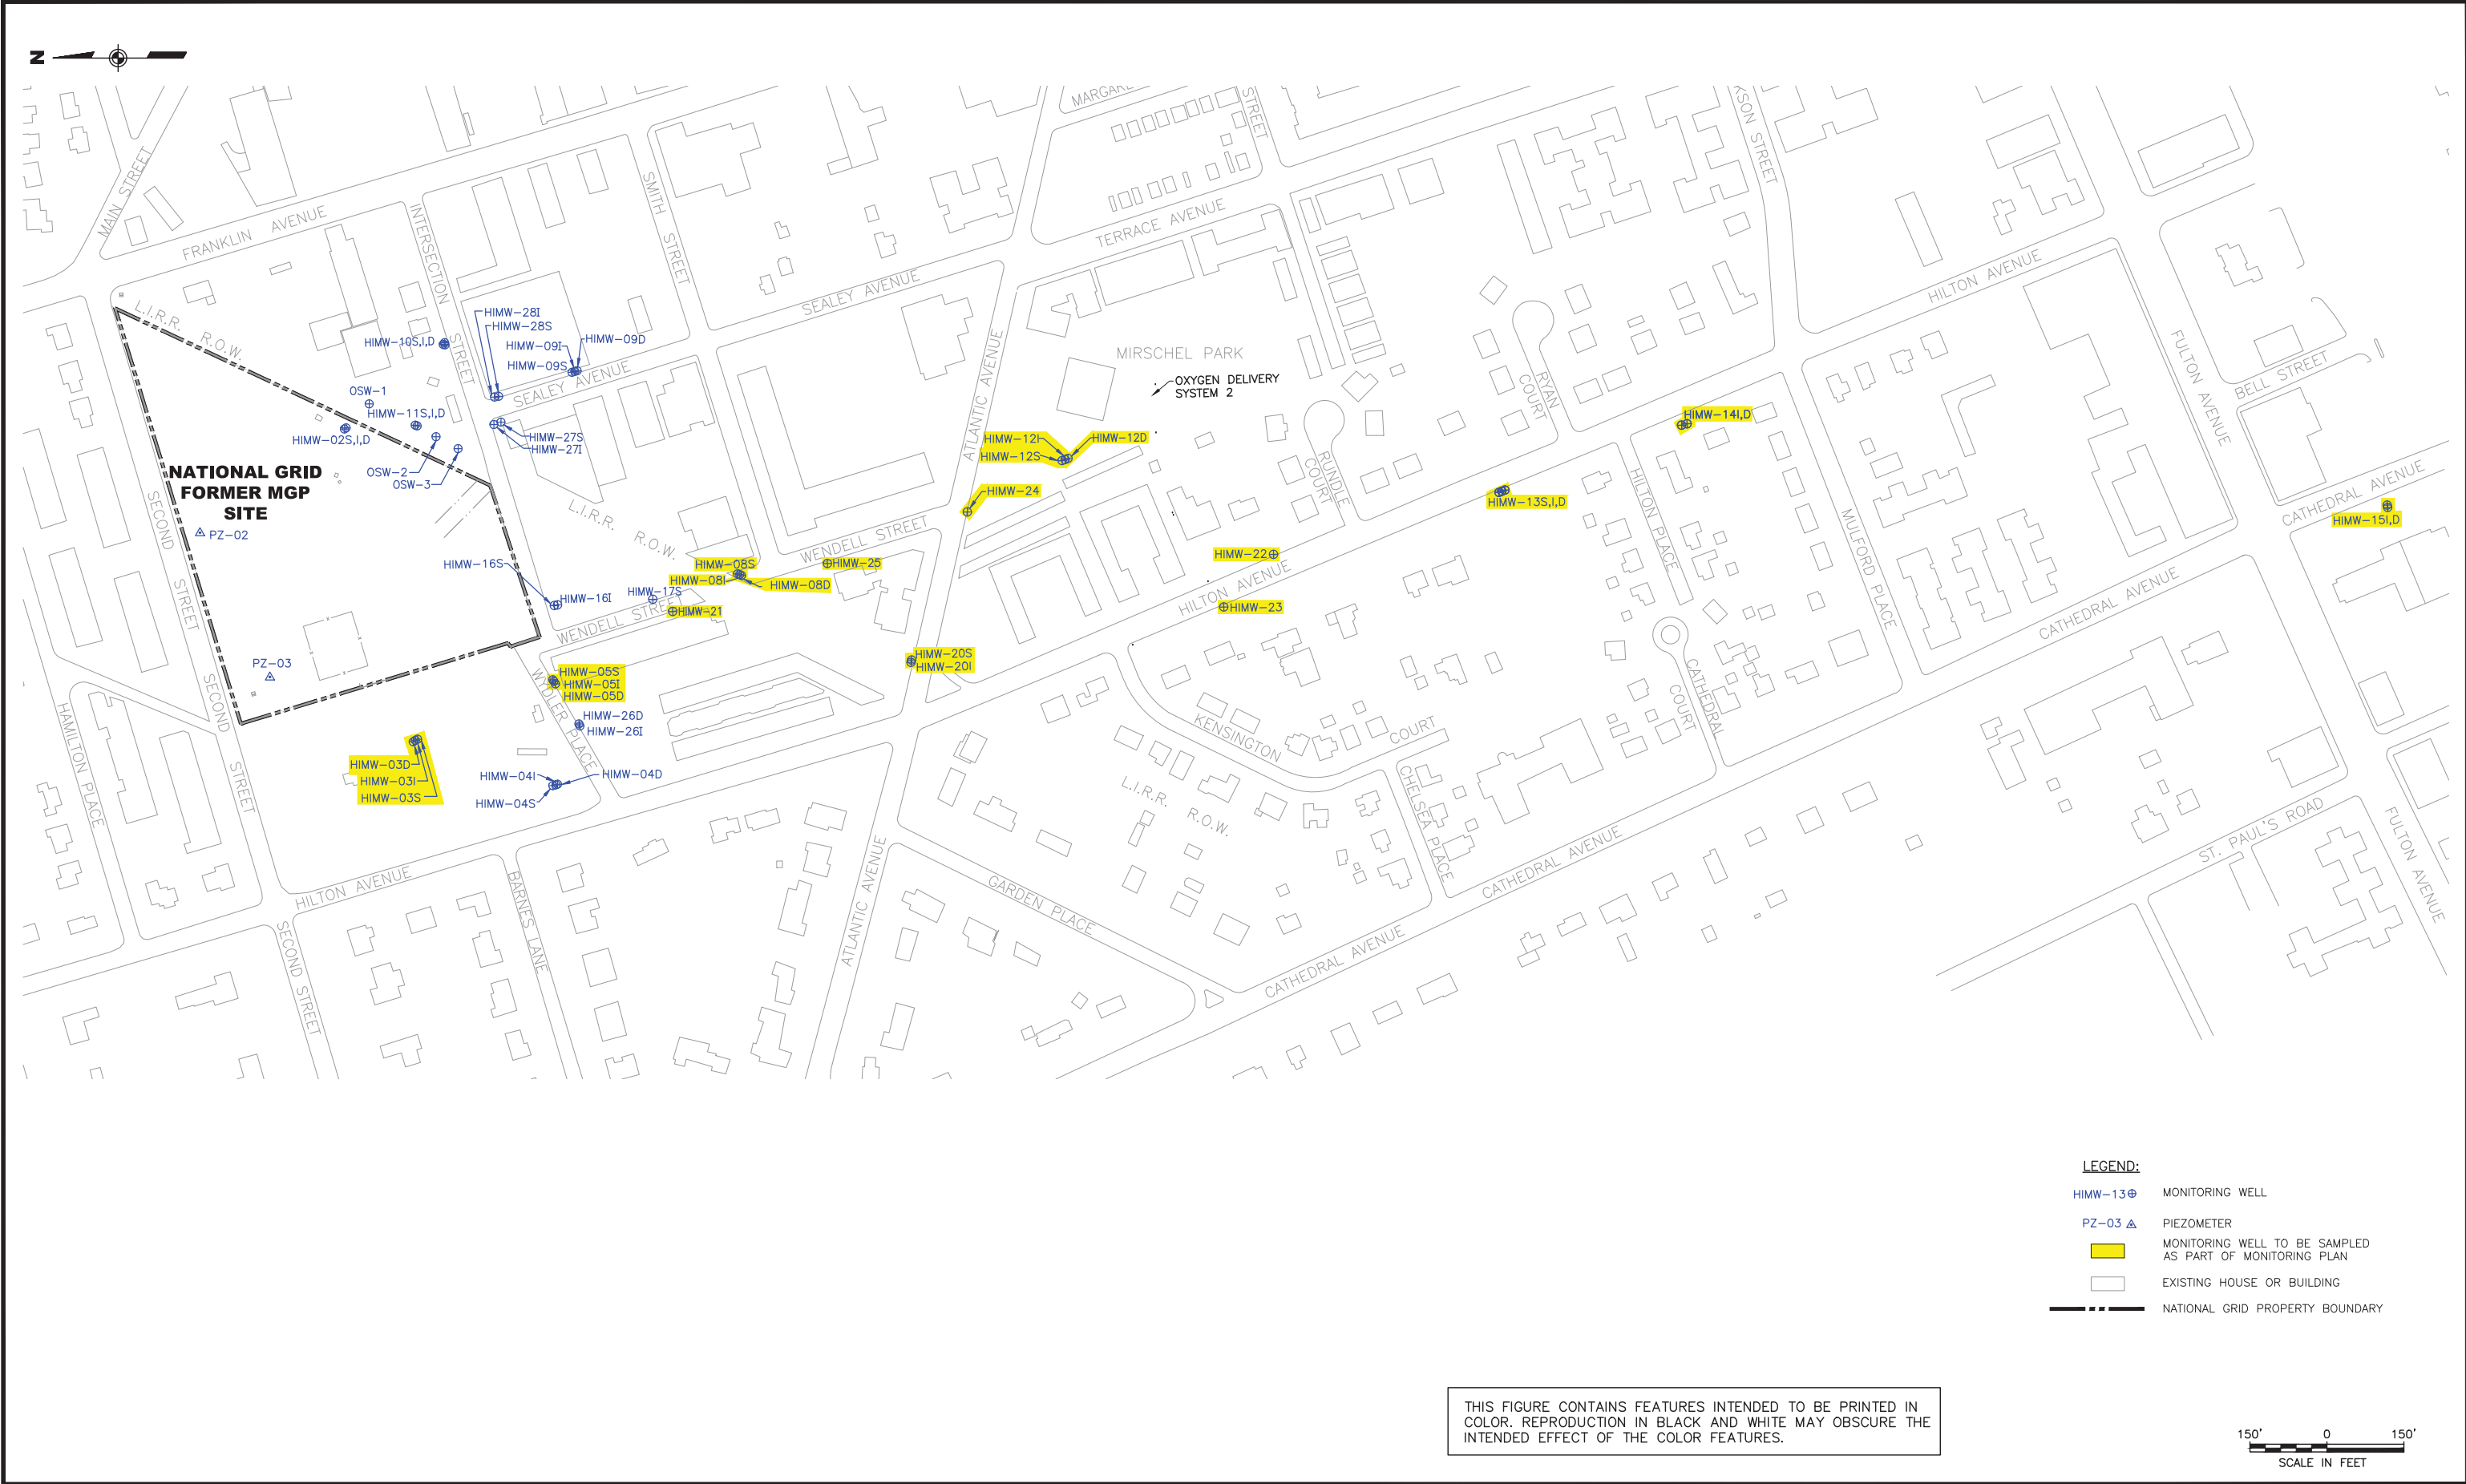 N
MARGARE
STREET
KSON STREET
MAIN STREET
FRANKLIN AVENUE
INTERSECTION
STREET
SMITH STREET
TERRACE AVENUE
SEALEY AVENUE
HILTON AVENUE
L.I.R.R. R.O.W.
HIMW-28I
HIMW-28S
HIMW-09I
HIMW-09D
HIMW-09S
HIMW-10S,I,D
SEALEY AVENUE
ATLANTIC AVENUE
MIRSCHEL PARK
OXYGEN DELIVERY
SYSTEM 2
RYAN
COURT
FULTON AVENUE
BELL STREET
OSW-1
HIMW-11S,I,D
HIMW-02S,I,D
HIMW-27S
HIMW-27I
OSW-2
OSW-3
HIMW-12I
HIMW-12D
HIMW-12S
HIMW-14I,D
NATIONAL GRID
FORMER MGP
SITE
SECOND STREET
PZ-02
L.I.R.R. R.O.W.
HIMW-24
RUNDLE
COURT
HIMW-13S,I,D
HILTON PLACE
MULFORD PLACE
CATHEDRAL AVENUE
HIMW-15I,D
WENDELL STREET
HIMW-16S
HIMW-16I
HIMW-17S
HIMW-08S
HIMW-08I
HIMW-08D
HIMW-25
HIMW-21
WENDELL STREET
HIMW-22
HILTON AVENUE
HIMW-23
CATHEDRAL AVENUE
PZ-03
SECOND STREET
HIMW-05S
HIMW-05I
HIMW-05D
HIMW-20S
HIMW-20I
WYDLER PLACE
HIMW-26D
HIMW-26I
HAMILTON PLACE
HIMW-03D
HIMW-03I
HIMW-03S
HIMW-04I
HIMW-04D
HIMW-04S
KENSINGTON COURT
CATHEDRAL
COURT
L.I.R.R. R.O.W.
CHELSEA PLACE
CATHEDRAL AVENUE
ST. PAUL'S ROAD
FULTON AVENUE
HILTON AVENUE
BARNES LANE
ATLANTIC AVENUE
GARDEN PLACE
SECOND STREET
CATHEDRAL AVENUE
LEGEND:
HIMW-13 MONITORING WELL
PZ-03 PIEZOMETER
MONITORING WELL TO BE SAMPLED
AS PART OF MONITORING PLAN
EXISTING HOUSE OR BUILDING
NATIONAL GRID PROPERTY BOUNDARY
THIS FIGURE CONTAINS FEATURES INTENDED TO BE PRINTED IN
COLOR. REPRODUCTION IN BLACK AND WHITE MAY OBSCURE THE
INTENDED EFFECT OF THE COLOR FEATURES.
150' 0 150'
SCALE IN FEET